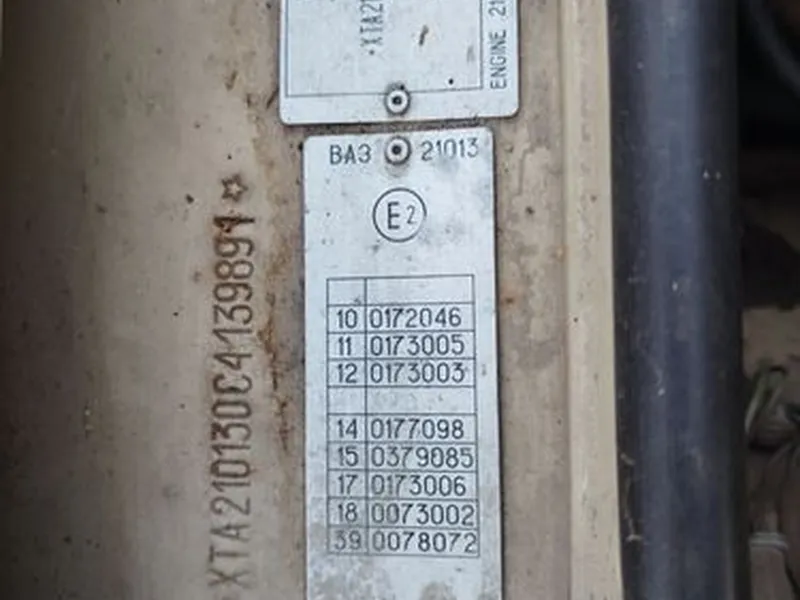 *XTA21
ENGINE 21
ВАЗ 21013
E2
10 0172046
11 0173005
12 0173003
14 0177098
15 0379085
17 0173006
18 0073002
39 0078072
XTA210130C4139891☆